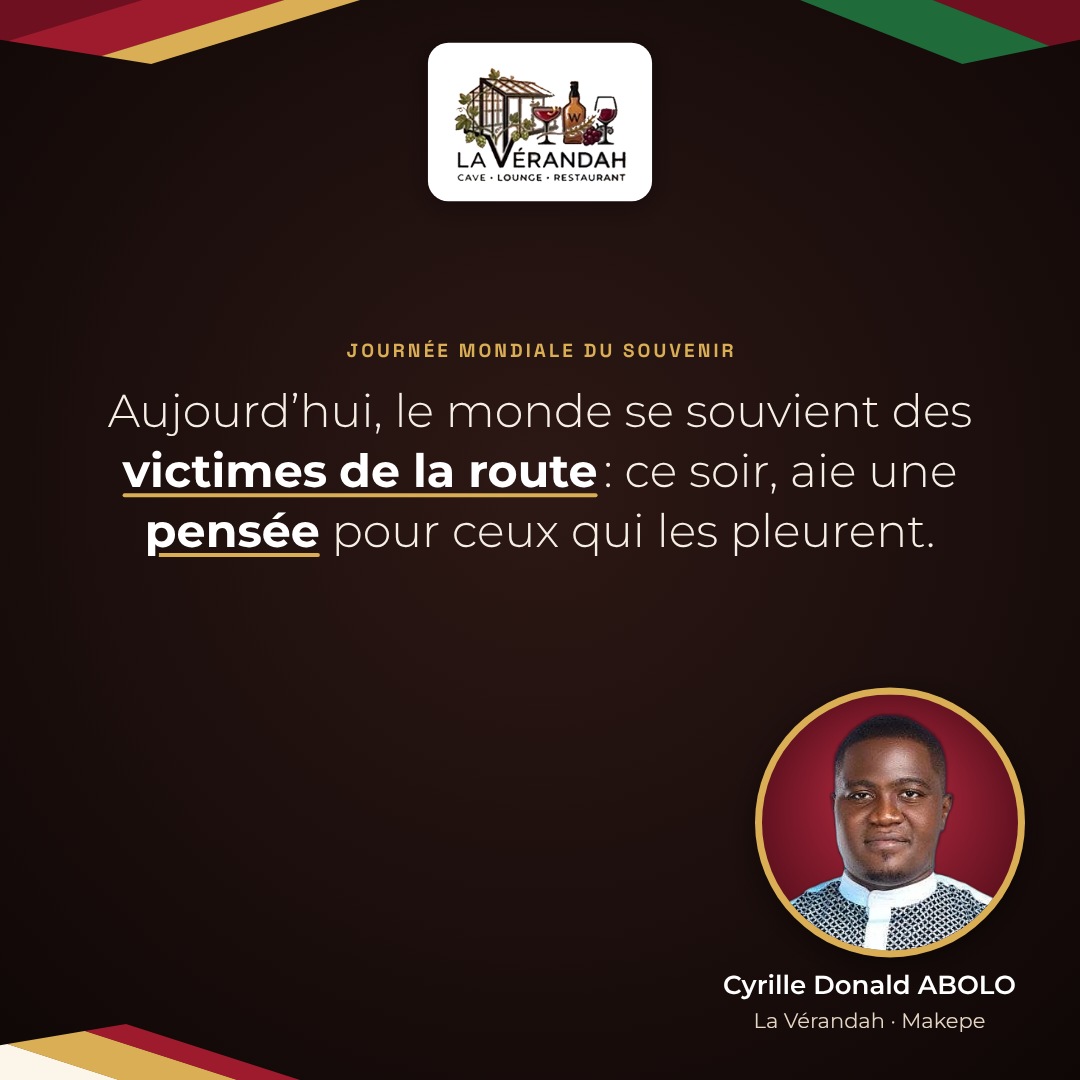 LA VÉRANDAH
CAVE • LOUNGE • RESTAURANT
JOURNÉE MONDIALE DU SOUVENIR
Aujourd’hui, le monde se souvient des
victimes de la route : ce soir, aie une
pensée pour ceux qui les pleurent.
Cyrille Donald ABOLO
La Vérandah · Makepe